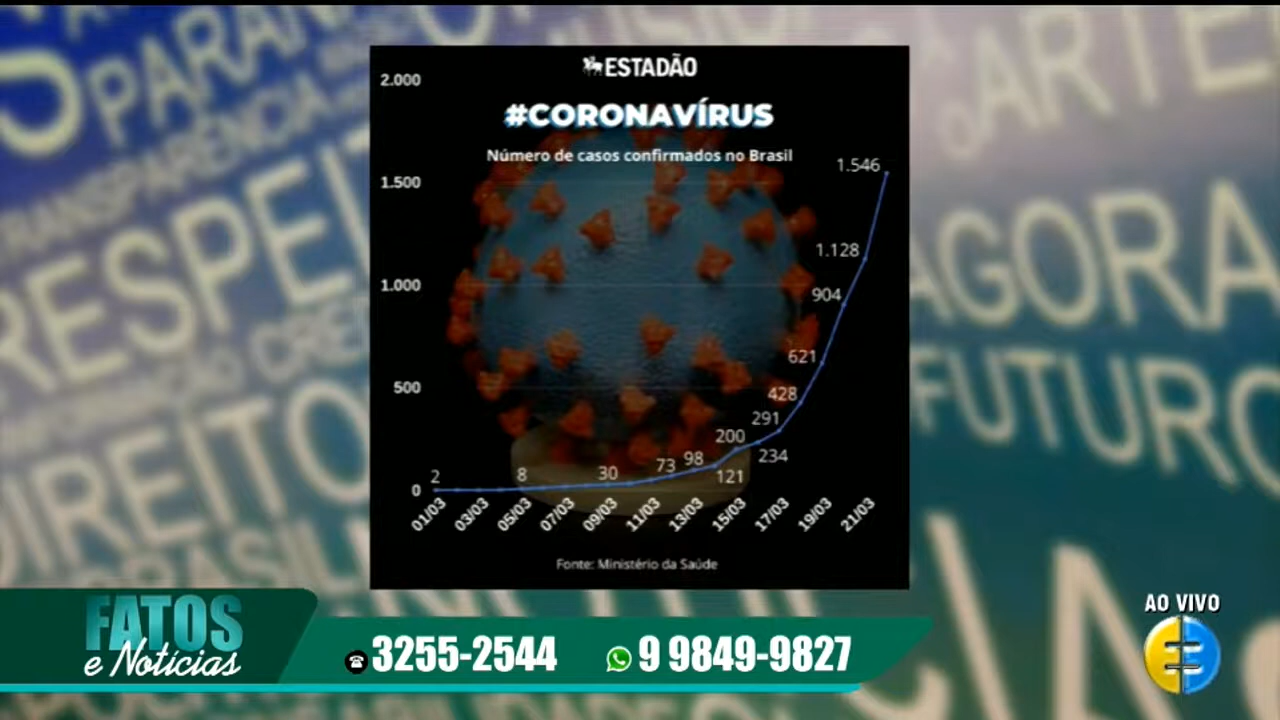 PARANÁ
TRANSPARÊNCIA
RESPEIT
DIREITO
BRASIL
ARTE
AGORA
FUTURO
ESTADÃO
#CORONAVÍRUS
Número de casos confirmados no Brasil
2.000
1.500
1.000
500
0
2
8
30
73
98
121
200
234
291
428
621
904
1.128
1.546
01/03
03/03
05/03
07/03
09/03
11/03
13/03
15/03
17/03
19/03
21/03
Fonte: Ministério da Saúde
FATOS
e Notícias
3255-2544
9 9849-9827
AO VIVO